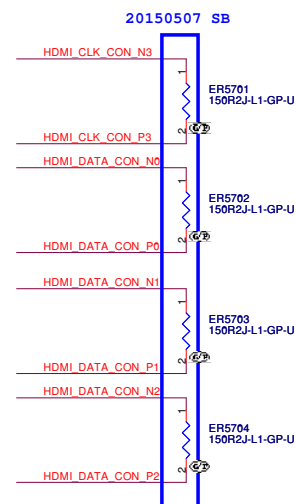 20150507 SB
HDMI_CLK_CON_N3
1
ER5701
150R2J-L1-GP-U
2
HDMI_CLK_CON_P3
HDMI_DATA_CON_N0
1
ER5702
150R2J-L1-GP-U
2
HDMI_DATA_CON_P0
HDMI_DATA_CON_N1
1
ER5703
150R2J-L1-GP-U
2
HDMI_DATA_CON_P1
HDMI_DATA_CON_N2
1
ER5704
150R2J-L1-GP-U
2
HDMI_DATA_CON_P2